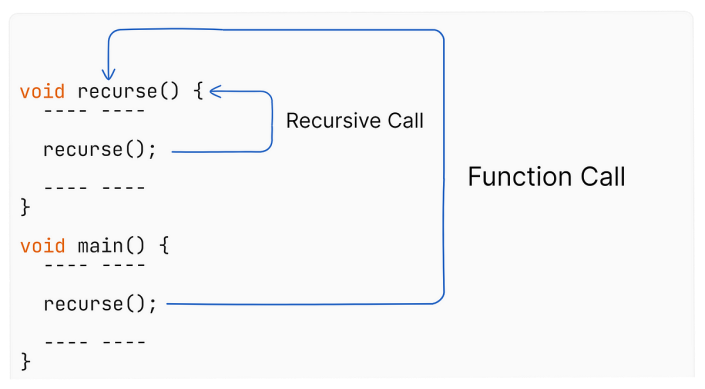 void recurse() {
---- ----
recurse();
Recursive Call
---- ----
}
Function Call
void main() {
---- ----
recurse();
---- ----
}